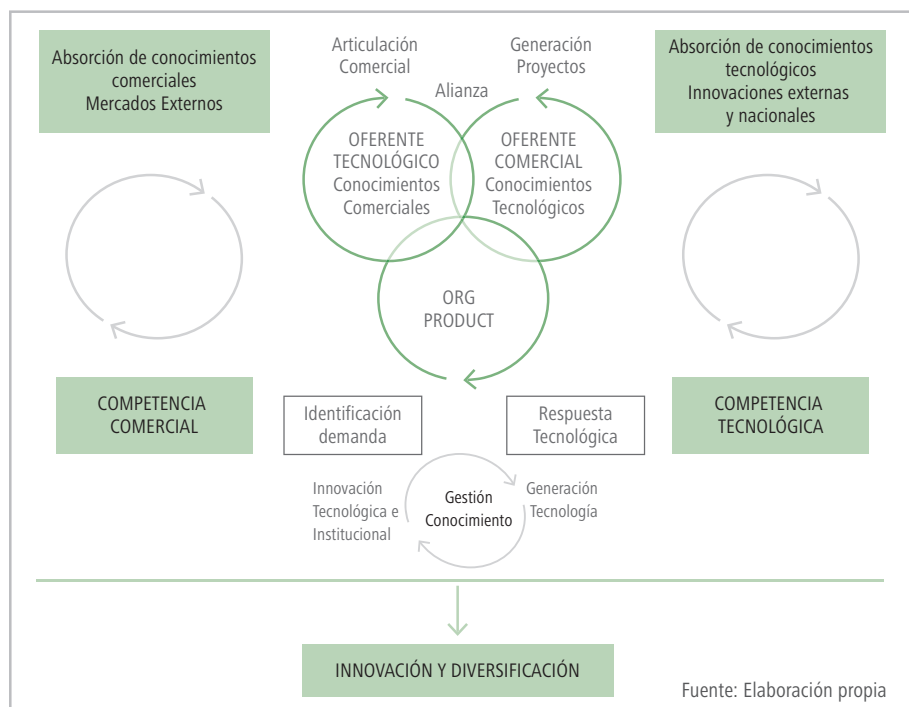 Absorción de conocimientos
comerciales
Mercados Externos
Articulación
Comercial
Alianza
Generación
Proyectos
Absorción de conocimientos
tecnológicos
Innovaciones externas
y nacionales
OFERENTE
TECNOLÓGICO
Conocimientos
Comerciales
OFERENTE
COMERCIAL
Conocimientos
Tecnológicos
ORG
PRODUCT
COMPETENCIA
COMERCIAL
Identificación
demanda
Respuesta
Tecnológica
COMPETENCIA
TECNOLÓGICA
Innovación
Tecnológica e
Institucional
Gestión
Conocimiento
Generación
Tecnología
INNOVACIÓN Y DIVERSIFICACIÓN
Fuente: Elaboración propia